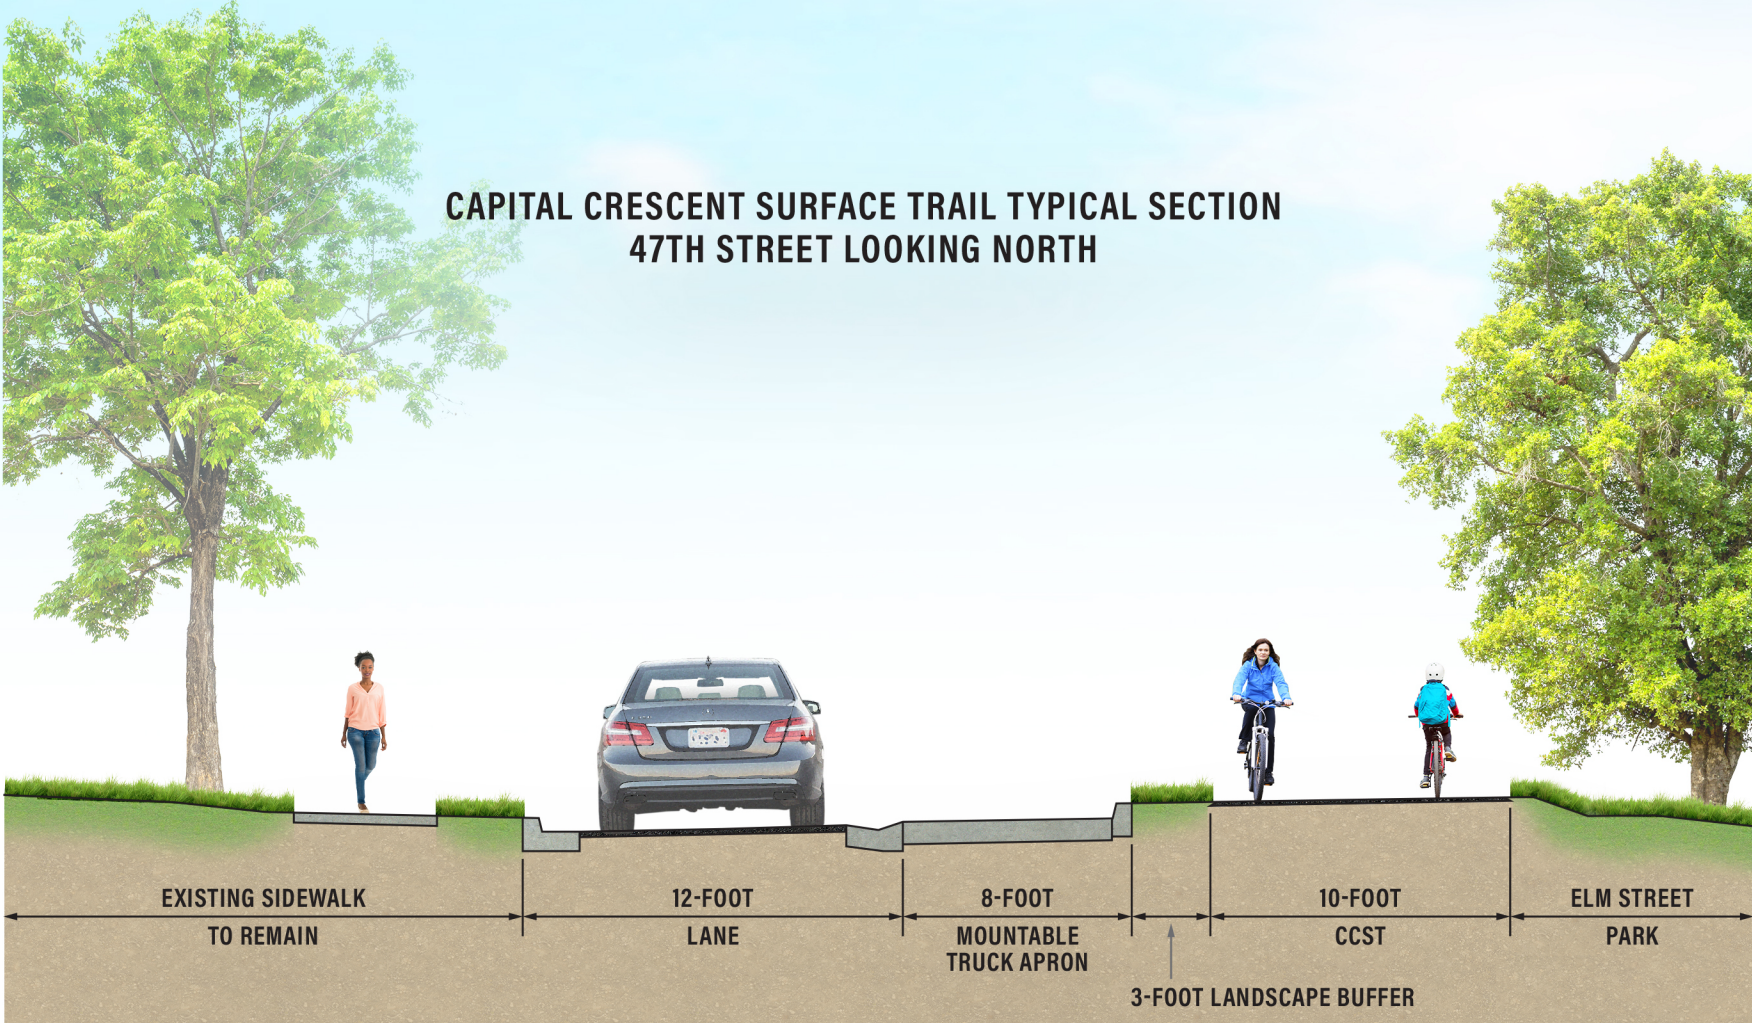 CAPITAL CRESCENT SURFACE TRAIL TYPICAL SECTION
47TH STREET LOOKING NORTH
EXISTING SIDEWALK
TO REMAIN
12-FOOT
LANE
8-FOOT
MOUNTABLE
TRUCK APRON
3-FOOT LANDSCAPE BUFFER
10-FOOT
CCST
ELM STREET
PARK